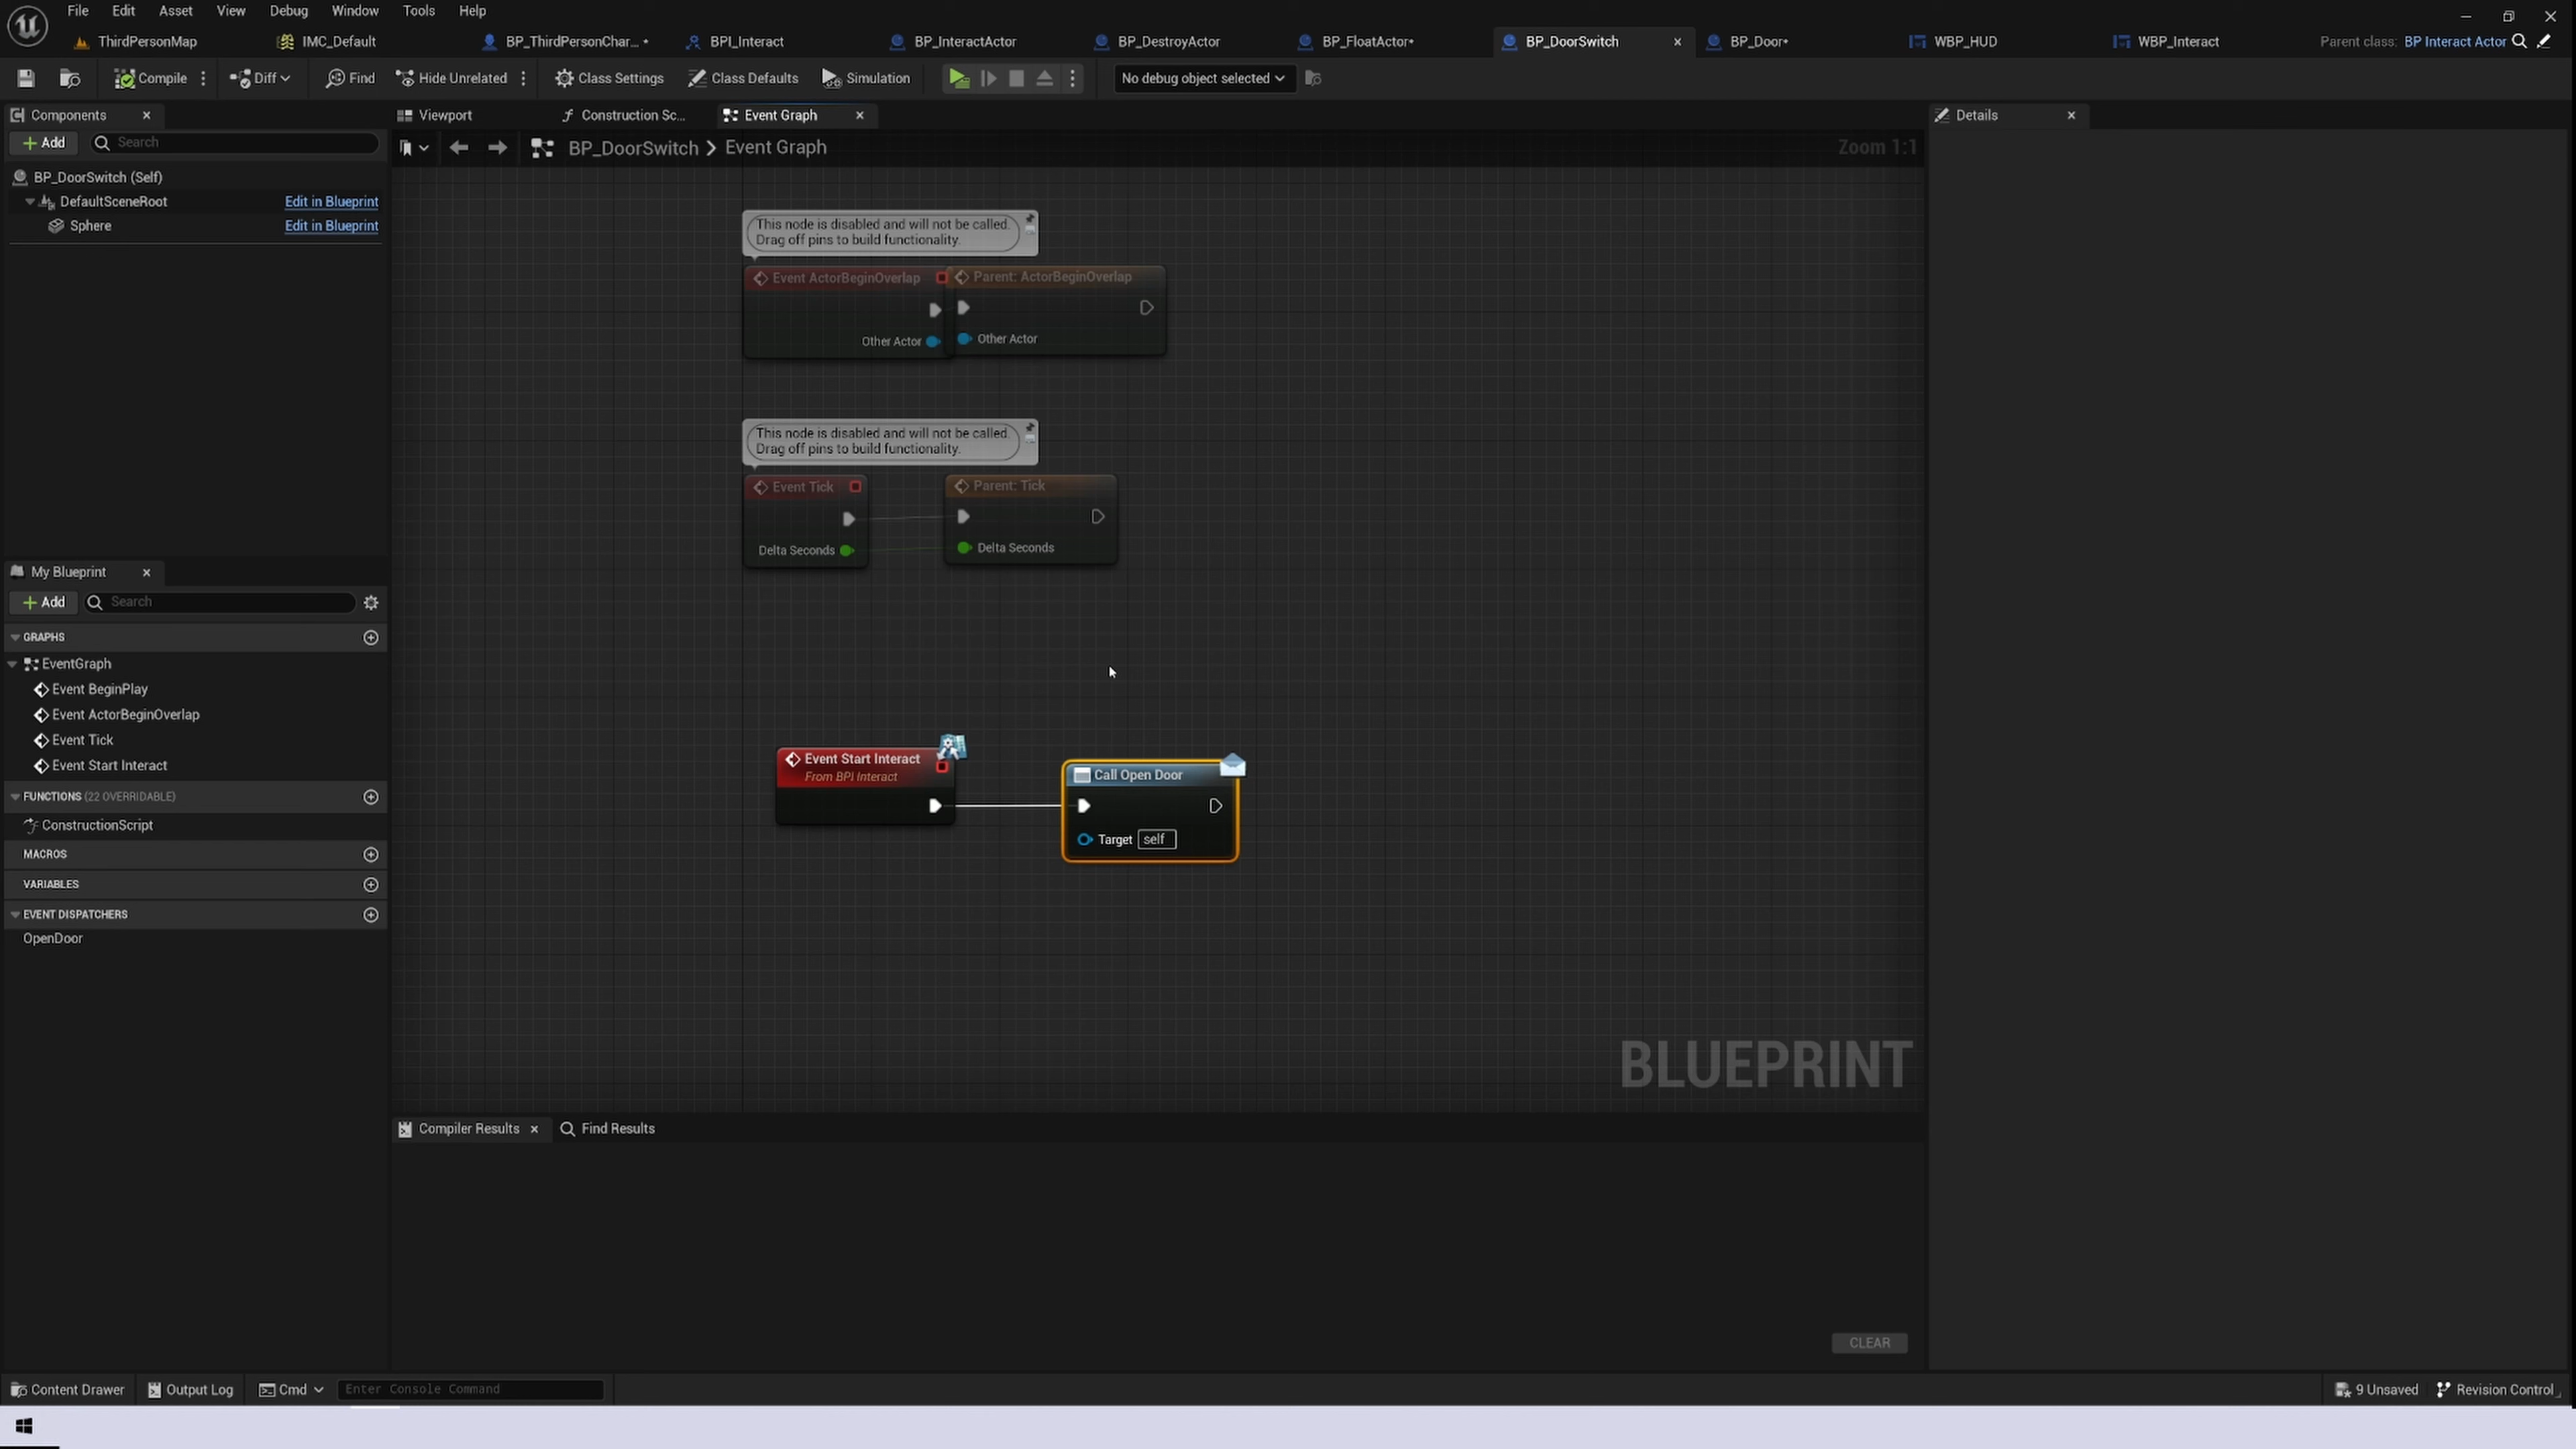 File Edit Asset View Debug Window Tools Help
ThirdPersonMap IMC_Default BP_ThirdPersonChar... * BPI_Interact BP_InteractActor BP_DestroyActor BP_FloatActor* BP_DoorSwitch BP_Door* WBP_HUD WBP_Interact Parent class: BP Interact Actor
Compile Diff Find Hide Unrelated Class Settings Class Defaults Simulation No debug object selected
Components Viewport Construction Sc... Event Graph Details
+ Add Search
BP_DoorSwitch > Event Graph Zoom 1:1
BP_DoorSwitch (Self)
DefaultSceneRoot Edit in Blueprint
Sphere Edit in Blueprint
This node is disabled and will not be called.
Drag off pins to build functionality.
Event ActorBeginOverlap Parent: ActorBeginOverlap
Other Actor Other Actor
This node is disabled and will not be called.
Drag off pins to build functionality.
Event Tick Parent: Tick
Delta Seconds Delta Seconds
My Blueprint
+ Add Search
GRAPHS
EventGraph
Event BeginPlay
Event ActorBeginOverlap
Event Tick
Event Start Interact
FUNCTIONS (22 OVERRIDABLE)
ConstructionScript
MACROS
VARIABLES
EVENT DISPATCHERS
OpenDoor
Event Start Interact
From BPI Interact
Call Open Door
Target self
BLUEPRINT
Compiler Results Find Results
CLEAR
Content Drawer Output Log Cmd Enter Console Command 9 Unsaved Revision Control